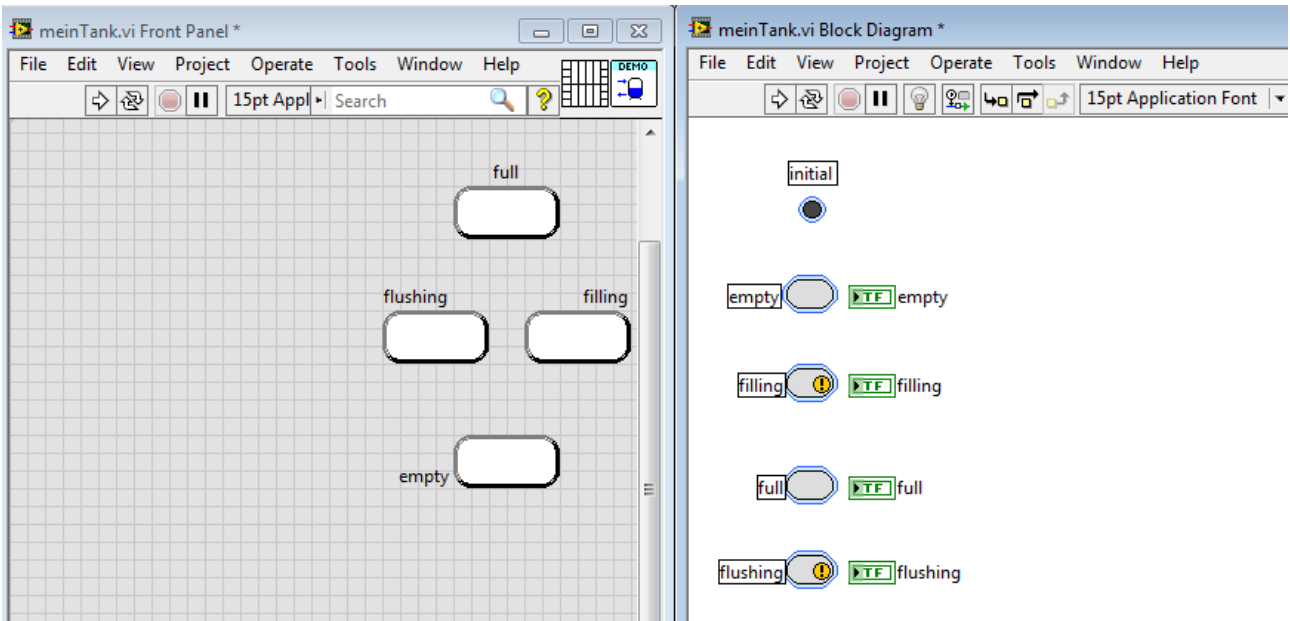 meinTank.vi Front Panel *
File Edit View Project Operate Tools Window Help
DEMO
15pt Appl
Search
?
full
flushing
filling
empty
meinTank.vi Block Diagram *
File Edit View Project Operate Tools Window Help
15pt Application Font
initial
empty TF empty
filling ! TF filling
full TF full
flushing ! TF flushing